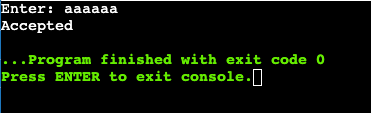 Enter: aaaaaa
Accepted
...Program finished with exit code 0
Press ENTER to exit console.